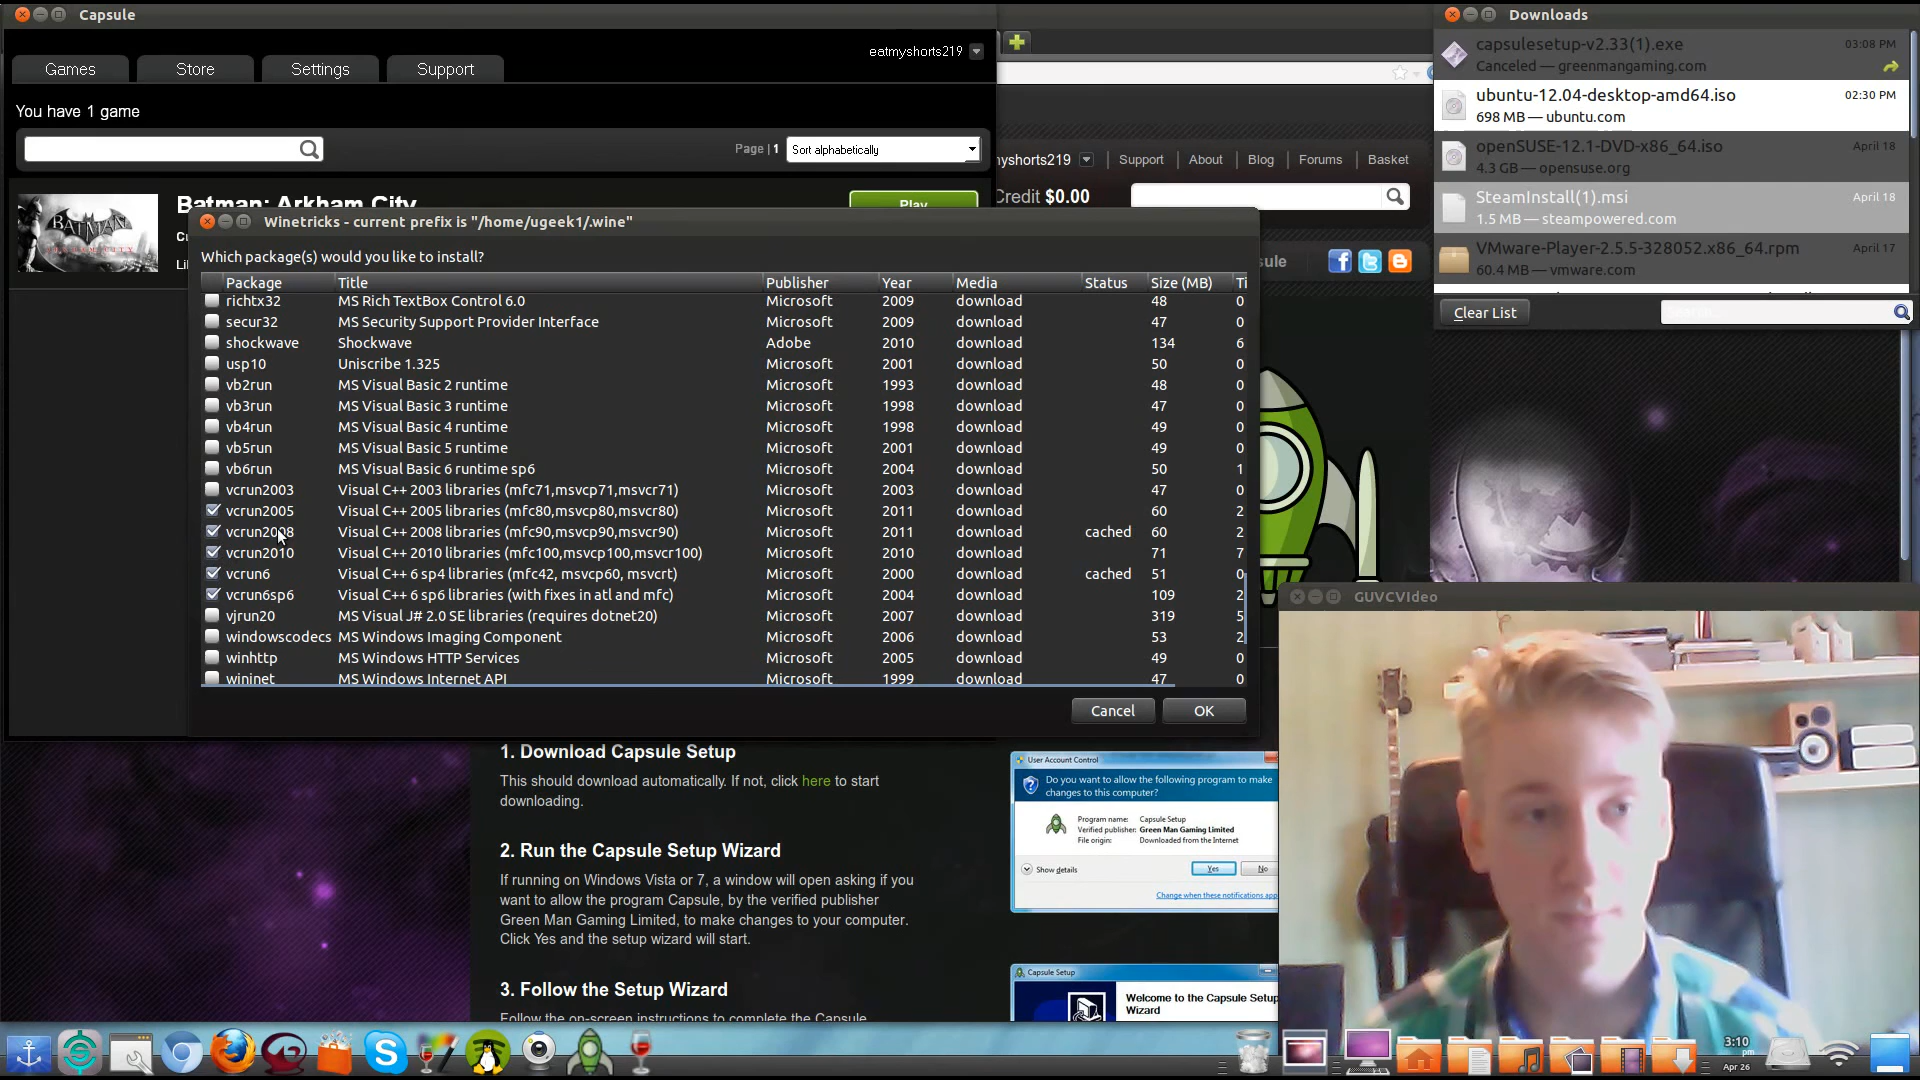 Capsule
eatmyshorts219
Games
Store
Settings
Support
You have 1 game
Page | 1
Sort alphabetically
Batman: Arkham City
Play
Downloads
capsulesetup-v2.33(1).exe
03:08 PM
Canceled — greenmangaming.com
ubuntu-12.04-desktop-amd64.iso
02:30 PM
698 MB — ubuntu.com
openSUSE-12.1-DVD-x86_64.iso
April 18
4.3 GB — opensuse.org
SteamInstall(1).msi
April 18
1.5 MB — steampowered.com
VMware-Player-2.5.5-328052.x86_64.rpm
April 17
60.4 MB — vmware.com
Clear List
Support
About
Blog
Forums
Basket
Credit $0.00
Winetricks - current prefix is "/home/ugeek1/.wine"
Which package(s) would you like to install?
Package Title Publisher Year Media Status Size (MB) Ti
richtx32 MS Rich TextBox Control 6.0 Microsoft 2009 download 48 0
secur32 MS Security Support Provider Interface Microsoft 2009 download 47 0
shockwave Shockwave Adobe 2010 download 134 6
usp10 Uniscribe 1.325 Microsoft 2001 download 50 0
vb2run MS Visual Basic 2 runtime Microsoft 1993 download 48 0
vb3run MS Visual Basic 3 runtime Microsoft 1998 download 47 0
vb4run MS Visual Basic 4 runtime Microsoft 1998 download 49 0
vb5run MS Visual Basic 5 runtime Microsoft 2001 download 49 0
vb6run MS Visual Basic 6 runtime sp6 Microsoft 2004 download 50 1
vcrun2003 Visual C++ 2003 libraries (mfc71,msvcp71,msvcr71) Microsoft 2003 download 47 0
vcrun2005 Visual C++ 2005 libraries (mfc80,msvcp80,msvcr80) Microsoft 2011 download 60 2
vcrun2008 Visual C++ 2008 libraries (mfc90,msvcp90,msvcr90) Microsoft 2011 download cached 60 2
vcrun2010 Visual C++ 2010 libraries (mfc100,msvcp100,msvcr100) Microsoft 2010 download 71 7
vcrun6 Visual C++ 6 sp4 libraries (mfc42, msvcp60, msvcrt) Microsoft 2000 download cached 51 0
vcrun6sp6 Visual C++ 6 sp6 libraries (with fixes in atl and mfc) Microsoft 2004 download 109 2
vjrun20 MS Visual J# 2.0 SE libraries (requires dotnet20) Microsoft 2007 download 319 5
windowscodecs MS Windows Imaging Component Microsoft 2006 download 53 2
winhttp MS Windows HTTP Services Microsoft 2005 download 49 0
wininet MS Windows Internet API Microsoft 1999 download 47 0
Cancel
OK
GUVCVIdeo
1. Download Capsule Setup
This should download automatically. If not, click here to start
downloading.
2. Run the Capsule Setup Wizard
If running on Windows Vista or 7, a window will open asking if you
want to allow the program Capsule, by the verified publisher
Green Man Gaming Limited, to make changes to your computer.
Click Yes and the setup wizard will start.
3. Follow the Setup Wizard
Follow the on-screen instructions to complete the Capsule
User Account Control
Do you want to allow the following program to make
changes to this computer?
Program name: Capsule Setup
Verified publisher: Green Man Gaming Limited
File origin: Downloaded from the Internet
Show details
Yes
No
Change when these notifications app
Capsule Setup
Welcome to the Capsule Setup
Wizard
3:10
pm
Apr 26